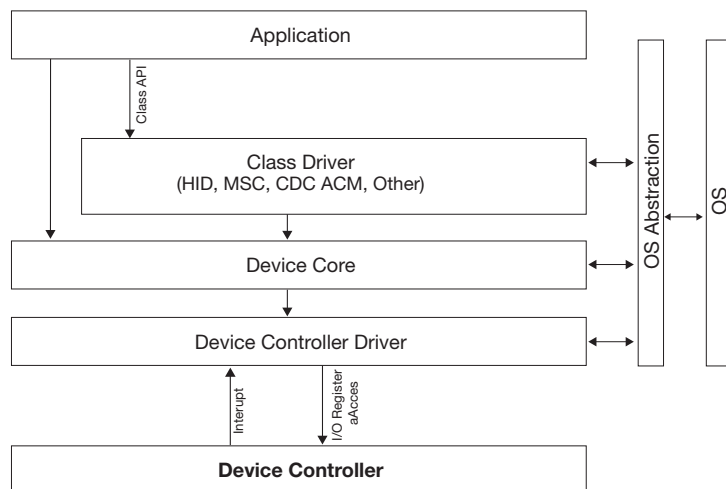 Application
Class API
Class Driver
(HID, MSC, CDC ACM, Other)
Device Core
Device Controller Driver
Interupt
I/O Register
aAcces
Device Controller
OS Abstraction
OS